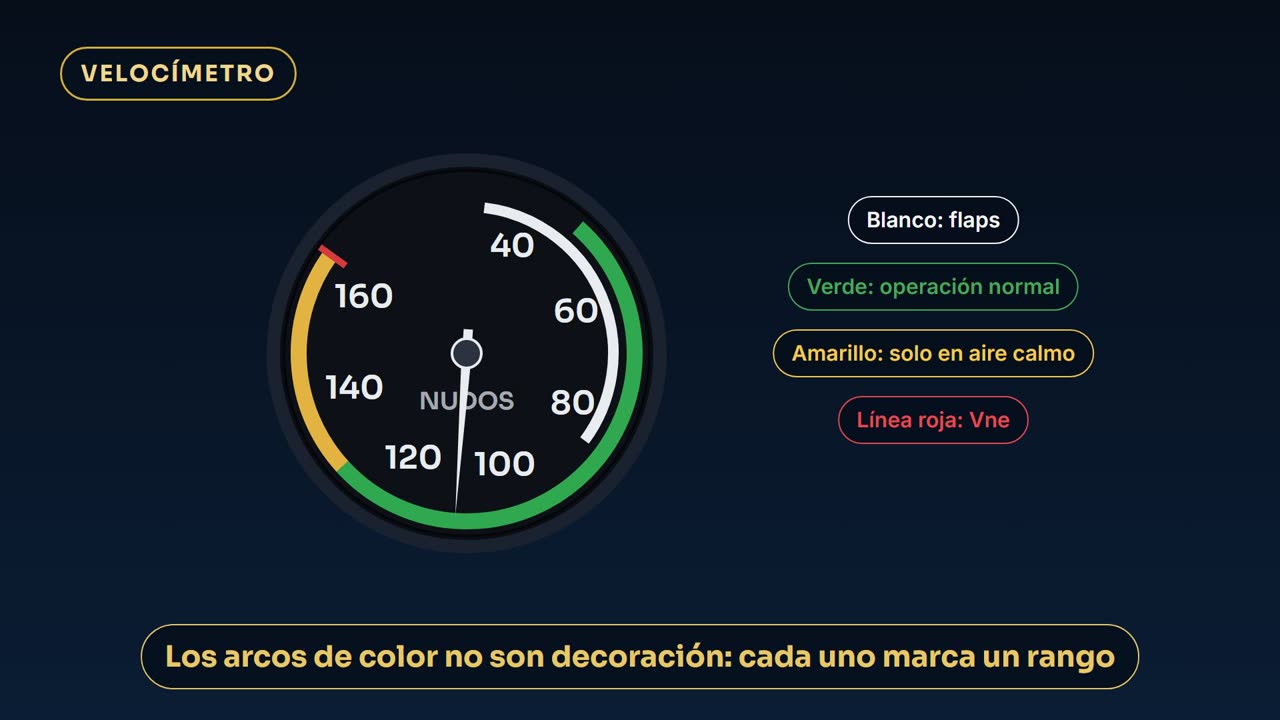 VELOCÍMETRO
40
60
80
100
120
140
160
NUDOS
Blanco: flaps
Verde: operación normal
Amarillo: solo en aire calmo
Línea roja: Vne
Los arcos de color no son decoración: cada uno marca un rango